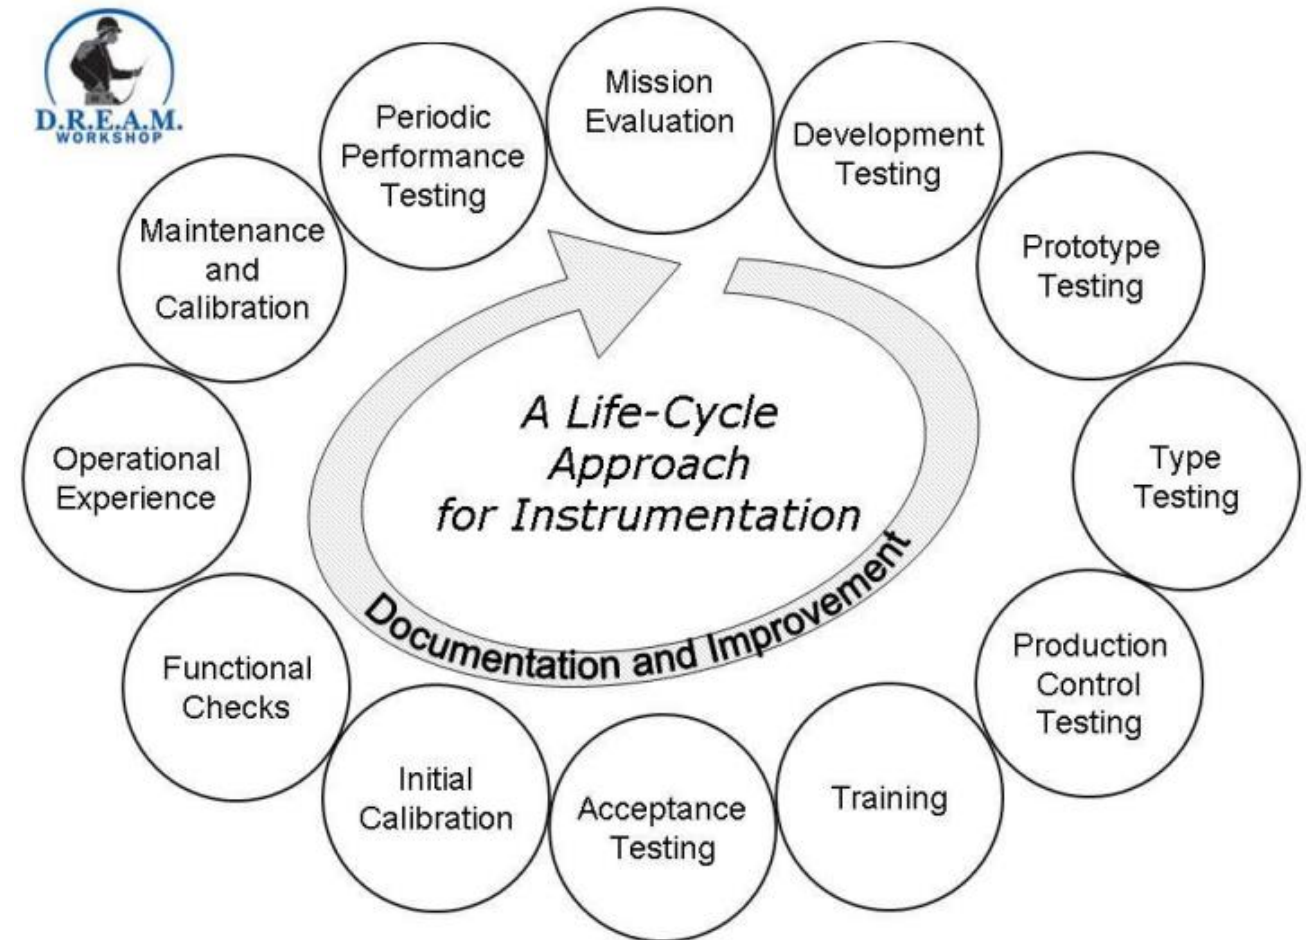 D.R.E.A.M.
WORKSHOP
Mission
Evaluation
Development
Testing
Prototype
Testing
Type
Testing
Production
Control
Testing
Training
Acceptance
Testing
Initial
Calibration
Functional
Checks
Operational
Experience
Maintenance
and
Calibration
Periodic
Performance
Testing
A Life-Cycle
Approach
for Instrumentation
Documentation and Improvement